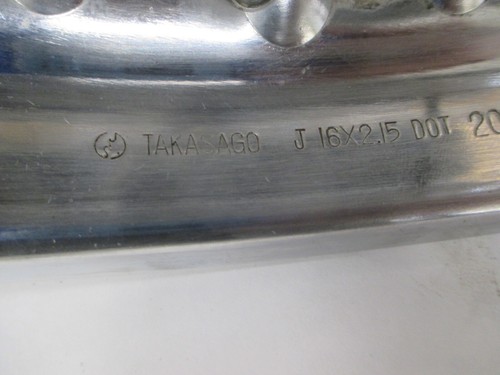 TAKASAGO J 16X2.15 DOT 20